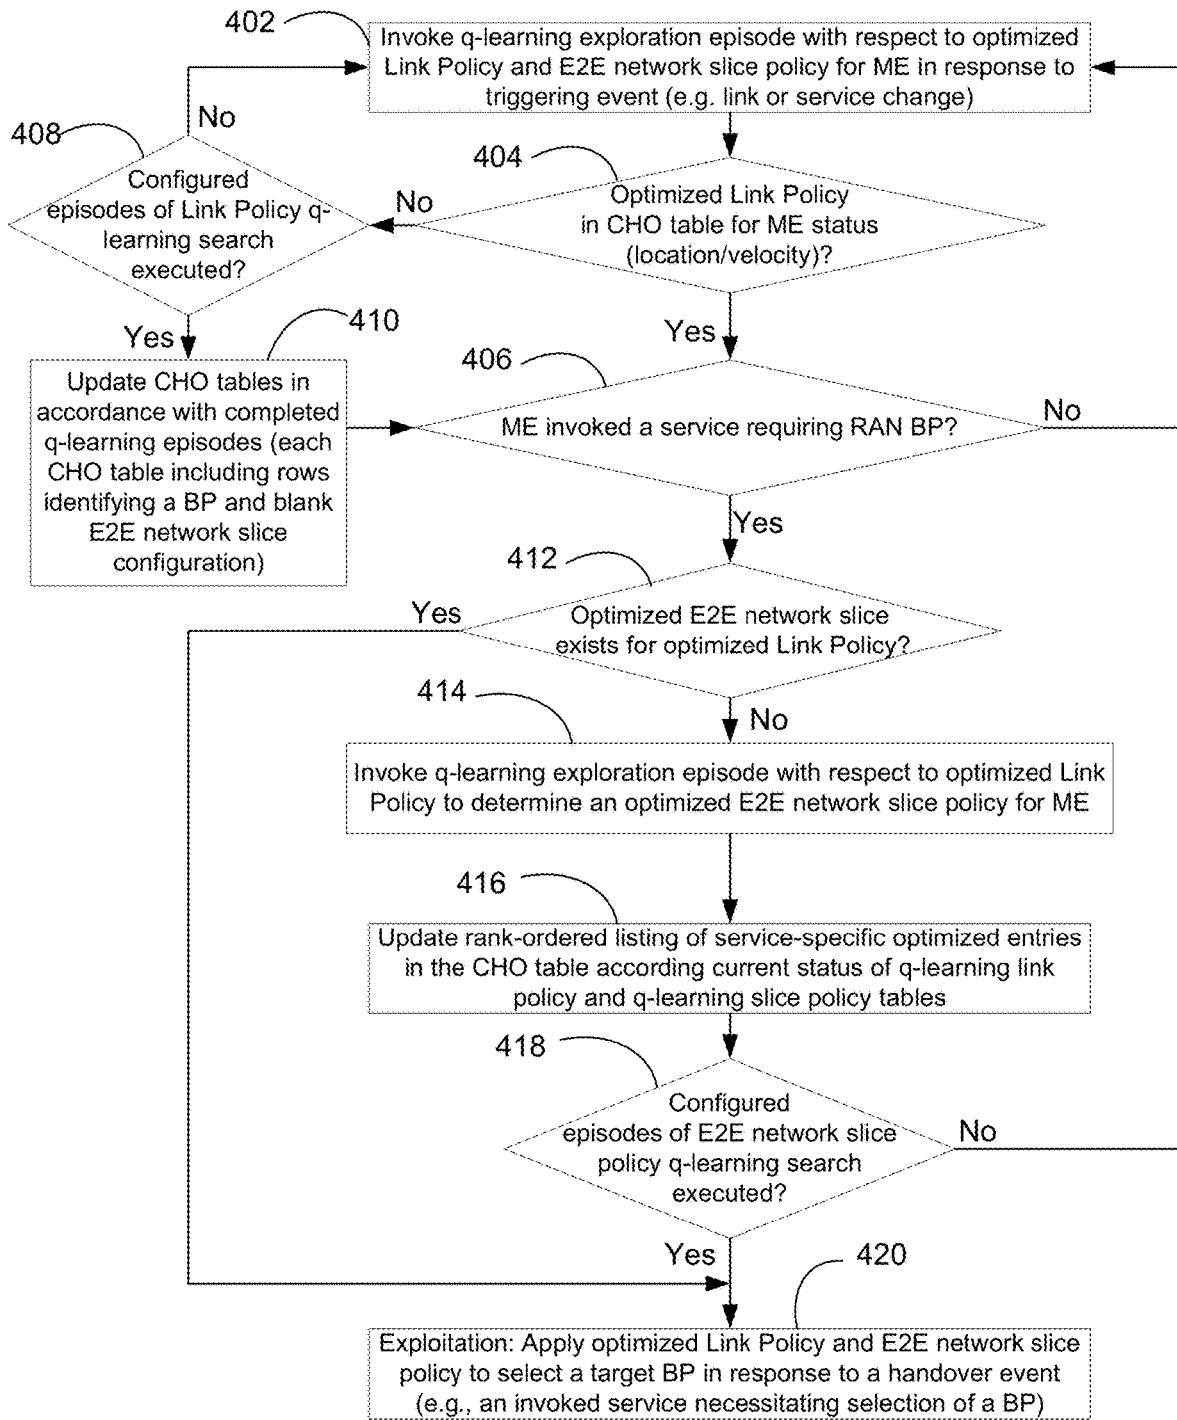 402
Invoke q-learning exploration episode with respect to optimized
Link Policy and E2E network slice policy for ME in response to
triggering event (e.g. link or service change)
No
408
404
Configured
episodes of Link Policy q-
learning search
executed?
No
Optimized Link Policy
in CHO table for ME status
(location/velocity)?
Yes
410
Yes
406
Update CHO tables in
accordance with completed
q-learning episodes (each
CHO table including rows
identifying a BP and blank
E2E network slice
configuration)
ME invoked a service requiring RAN BP?
No
Yes
412
Yes
Optimized E2E network slice
exists for optimized Link Policy?
414
No
Invoke q-learning exploration episode with respect to optimized Link
Policy to determine an optimized E2E network slice policy for ME
416
Update rank-ordered listing of service-specific optimized entries
in the CHO table according current status of q-learning link
policy and q-learning slice policy tables
418
Configured
episodes of E2E network slice
policy q-learning search
executed?
No
Yes
420
Exploitation: Apply optimized Link Policy and E2E network slice
policy to select a target BP in response to a handover event
(e.g., an invoked service necessitating selection of a BP)